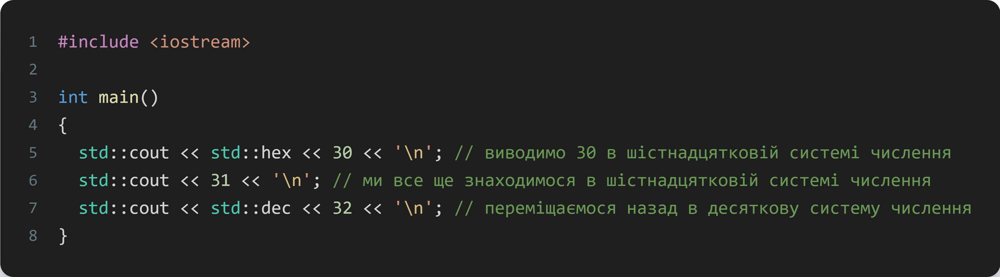 1 #include <iostream>
2
3 int main()
4 {
5 std::cout << std::hex << 30 << '\n'; // виводимо 30 в шістнадцятковій системі числення
6 std::cout << 31 << '\n'; // ми все ще знаходимося в шістнадцятковій системі числення
7 std::cout << std::dec << 32 << '\n'; // переміщаємося назад в десяткову систему числення
8 }